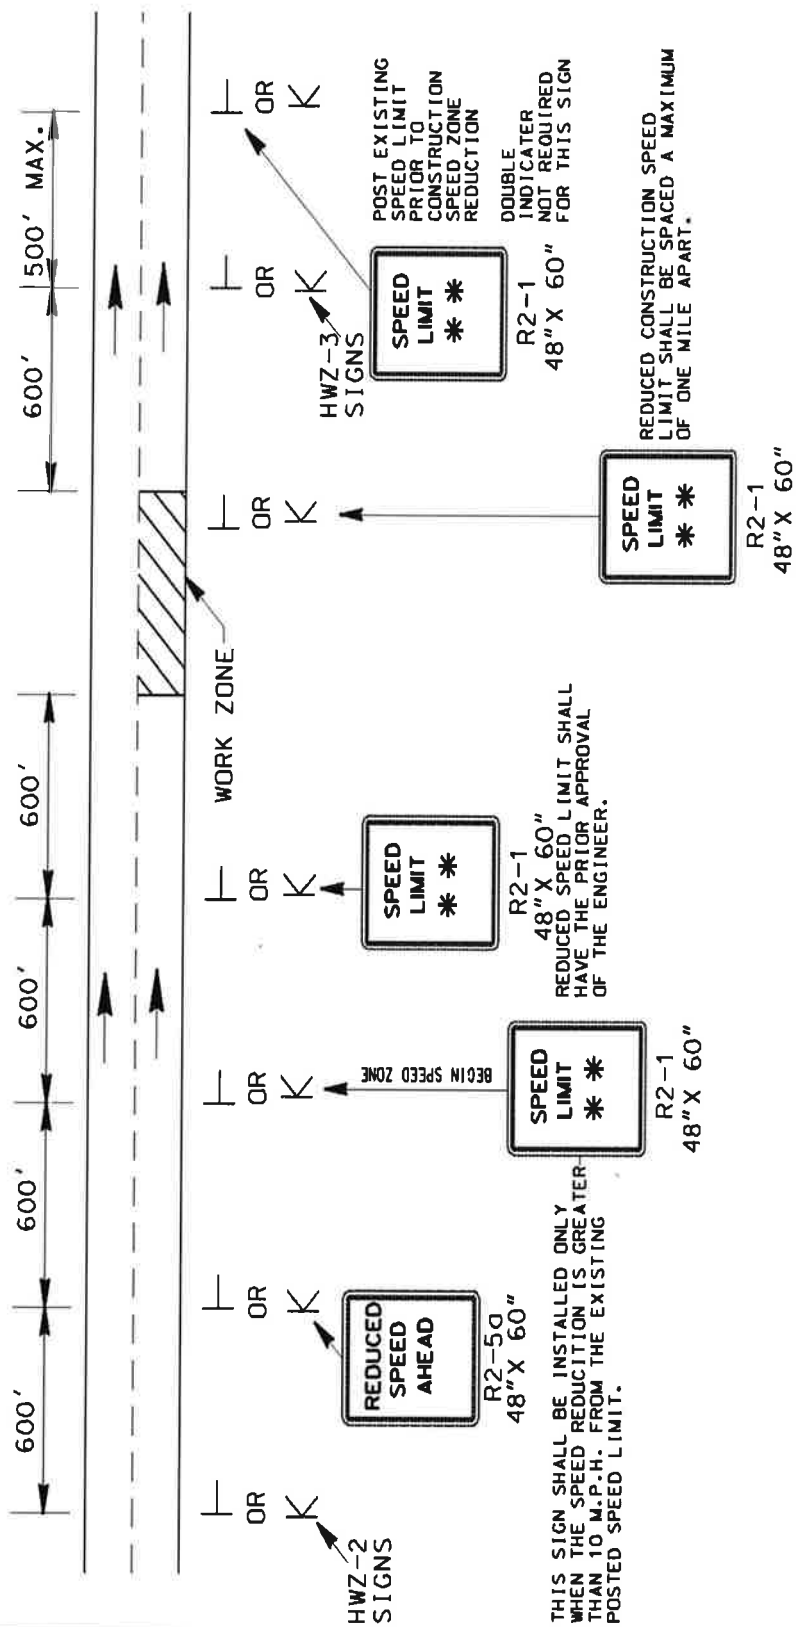 600'
600'
600'
600'
600'
500' MAX.
OR
OR
OR
OR
OR
OR
OR
HWZ-2
SIGNS
REDUCED
SPEED
AHEAD
R2-5a
48"X 60"
THIS SIGN SHALL BE INSTALLED ONLY
WHEN THE SPEED REDUCITION IS GREATER
THAN 10 M.P.H. FROM THE EXISTING
POSTED SPEED LIMIT.
BEGIN SPEED ZONE
SPEED
LIMIT
**
R2-1
48"X 60"
SPEED
LIMIT
**
R2-1
48"X 60"
REDUCED SPEED LIMIT SHALL
HAVE THE PRIOR APPROVAL
OF THE ENGINEER.
WORK ZONE
SPEED
LIMIT
**
R2-1
48"X 60"
REDUCED CONSTRUCTION SPEED
LIMIT SHALL BE SPACED A MAXIMUM
OF ONE MILE APART.
HWZ-3
SIGNS
SPEED
LIMIT
**
R2-1
48"X 60"
POST EXISTING
SPEED LIMIT
PRIOR TO
CONSTRUCTION
SPEED ZONE
REDUCTION
DOUBLE
INDICATER
NOT REQUIRED
FOR THIS SIGN